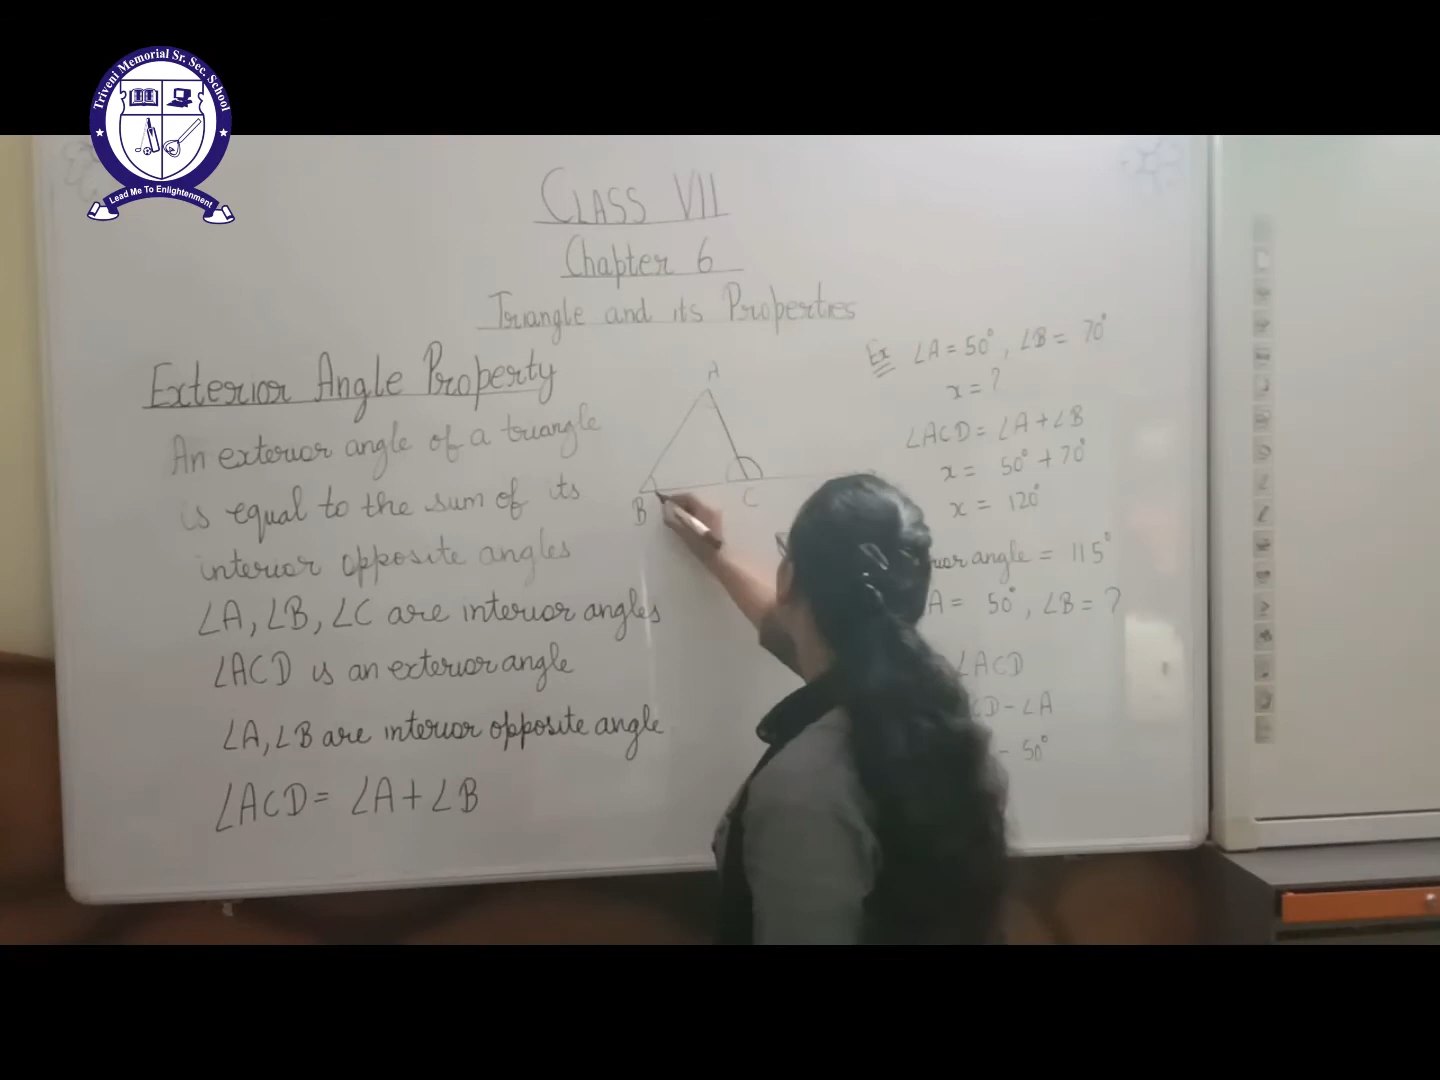 Triveni Memorial Sr. Sec. School
Lead Me To Enlightenment
CLASS VII
Chapter 6
Triangle and its Properties
Exterior Angle Property
An exterior angle of a triangle
is equal to the sum of its
interior opposite angles
∠A, ∠B, ∠C are interior angles
∠ACD is an exterior angle
∠A, ∠B are interior opposite angle
∠ACD = ∠A + ∠B
A
B
C
Ex ∠A = 50°, ∠B = 70°
x = ?
∠ACD = ∠A + ∠B
x = 50° + 70°
x = 120°
angle = 115°
A = 50°, ∠B = ?
∠ACD
CD - ∠A
- 50°